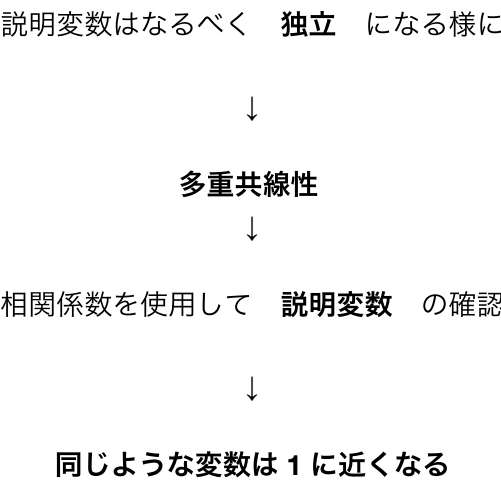 説明変数はなるべく　独立　になる様に
↓
多重共線性
↓
相関係数を使用して　説明変数　の確認
↓
同じような変数は 1 に近くなる